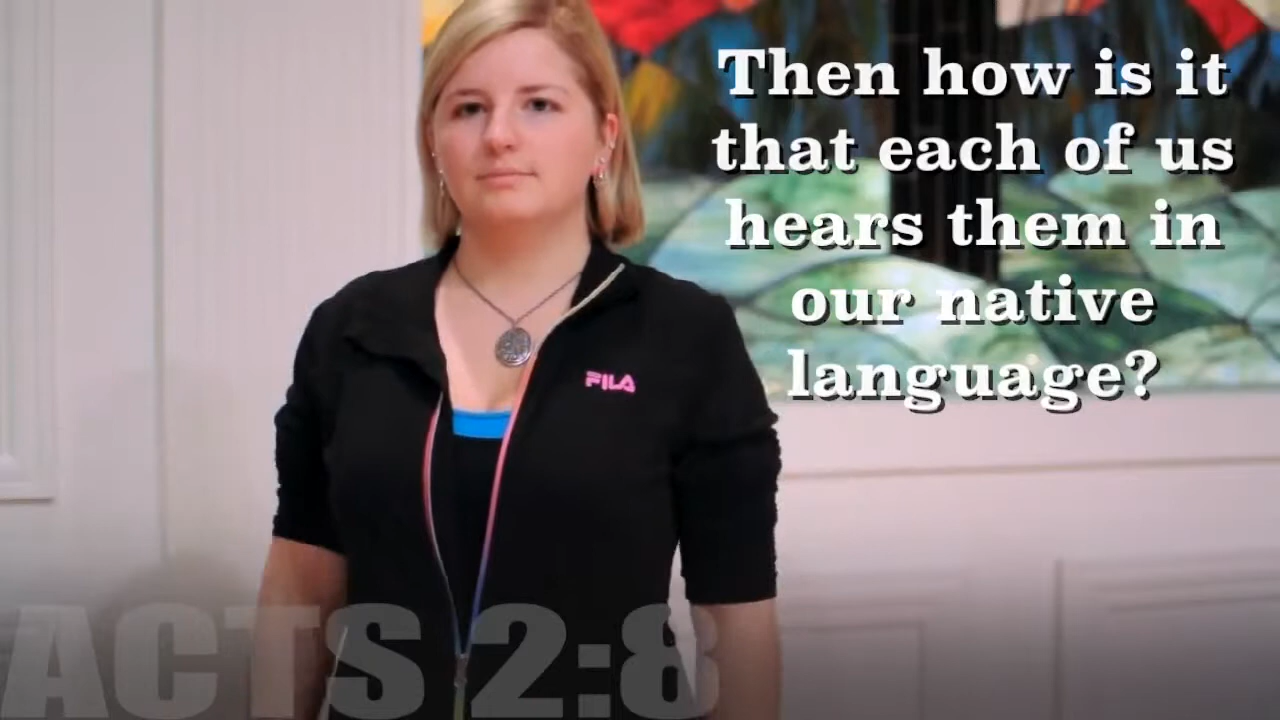 Then how is it
that each of us
hears them in
our native
language?
FILA
ACTS 2:8